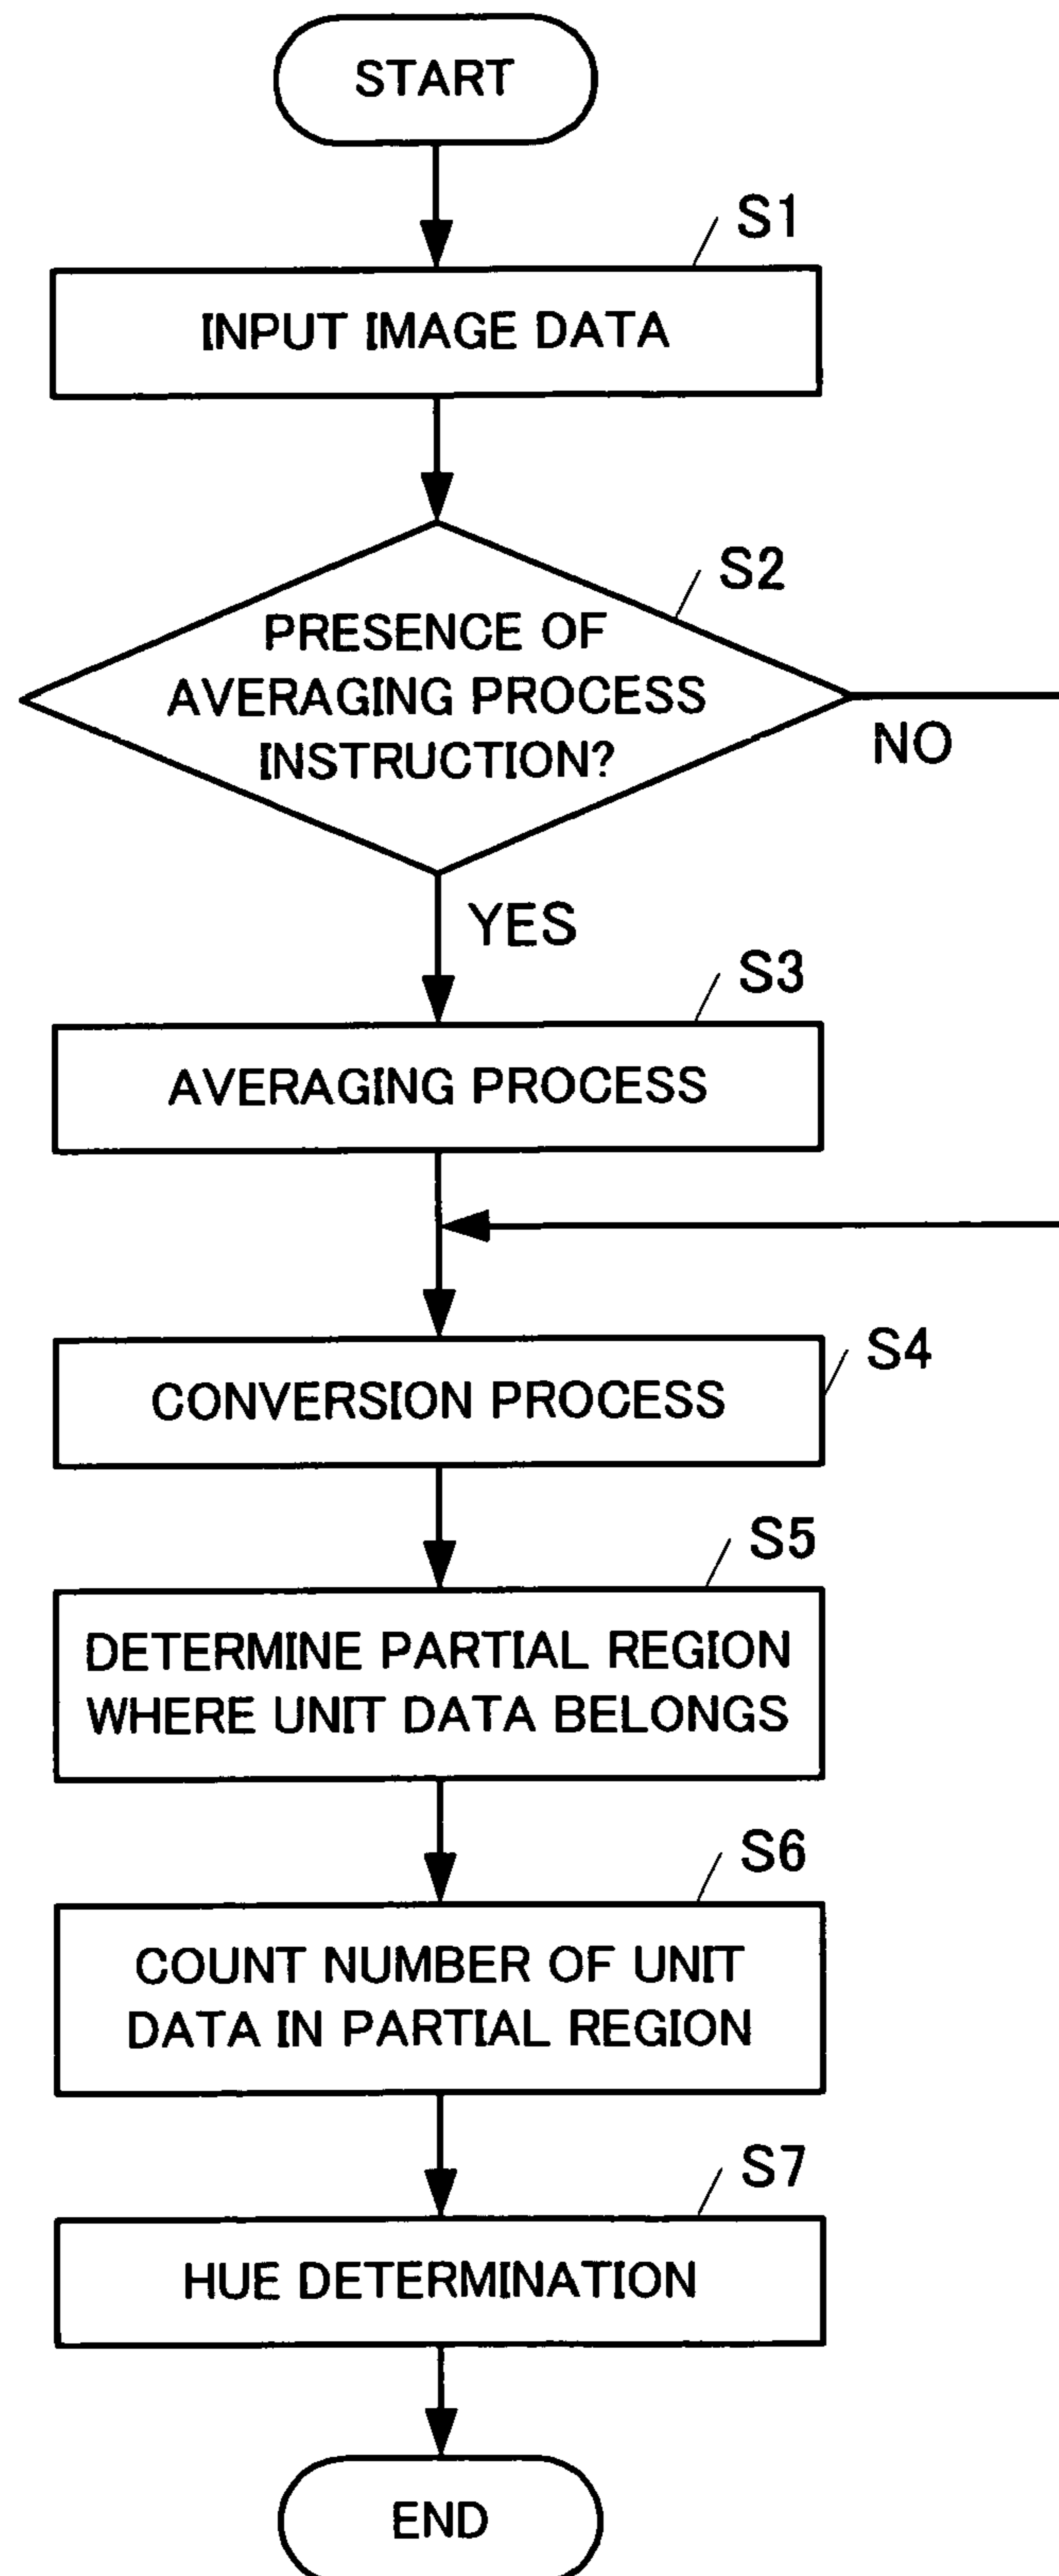 START
S1
INPUT IMAGE DATA
S2
PRESENCE OF
AVERAGING PROCESS
INSTRUCTION?
NO
YES
S3
AVERAGING PROCESS
S4
CONVERSION PROCESS
S5
DETERMINE PARTIAL REGION
WHERE UNIT DATA BELONGS
S6
COUNT NUMBER OF UNIT
DATA IN PARTIAL REGION
S7
HUE DETERMINATION
END